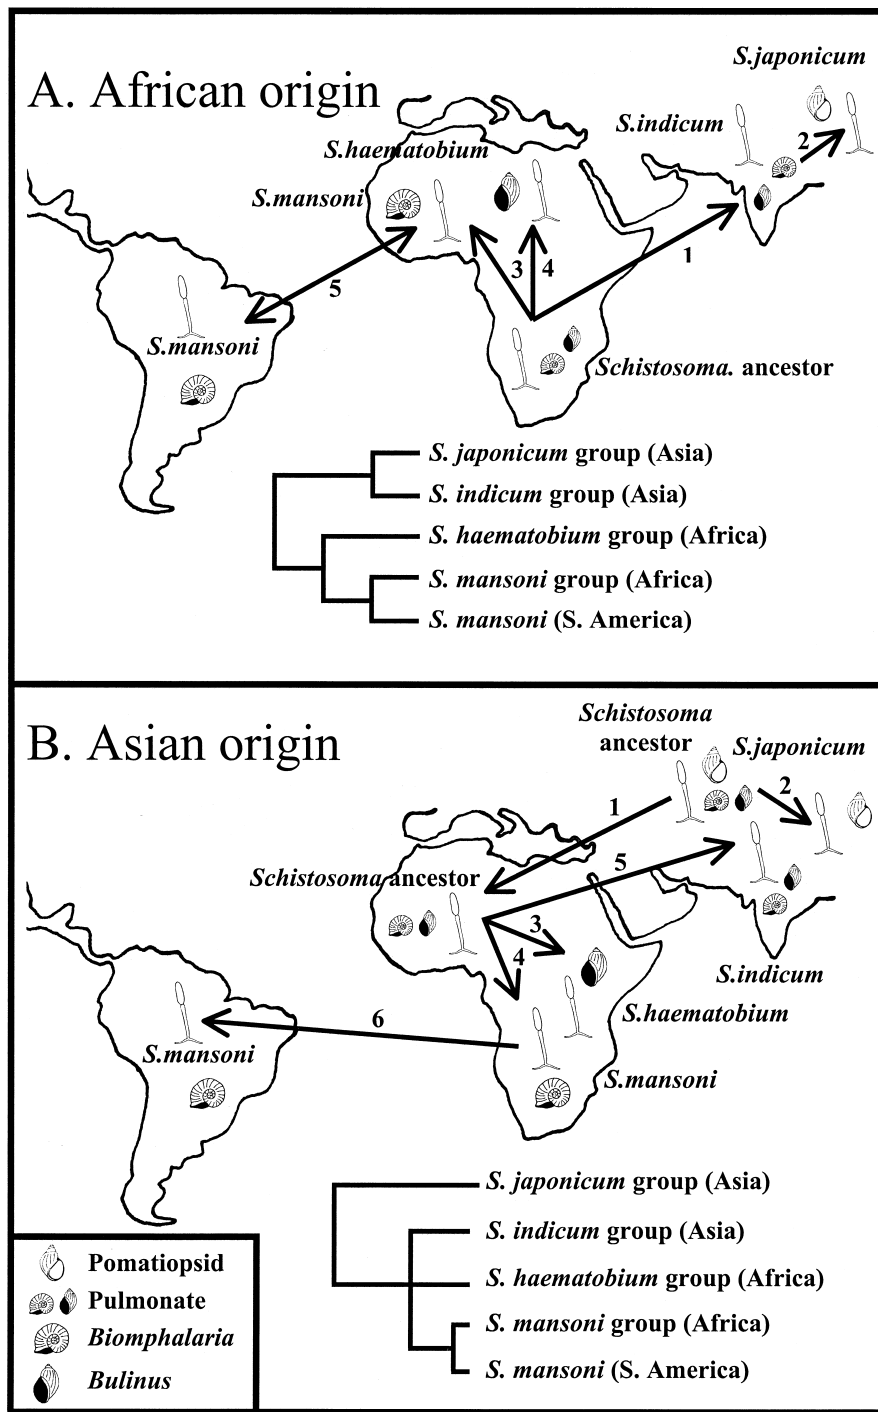 A. African origin
S.japonicum
S.indicum
2
S.haematobium
S.mansoni
1
3 4
5
S.mansoni
Schistosoma. ancestor
S. japonicum group (Asia)
S. indicum group (Asia)
S. haematobium group (Africa)
S. mansoni group (Africa)
S. mansoni (S. America)
B. Asian origin
Schistosoma
ancestor
S.japonicum
2
1
5
Schistosoma ancestor
3
4
S.indicum
S.haematobium
6
S.mansoni
S.mansoni
S. japonicum group (Asia)
S. indicum group (Asia)
S. haematobium group (Africa)
S. mansoni group (Africa)
S. mansoni (S. America)
Pomatiopsid
Pulmonate
Biomphalaria
Bulinus